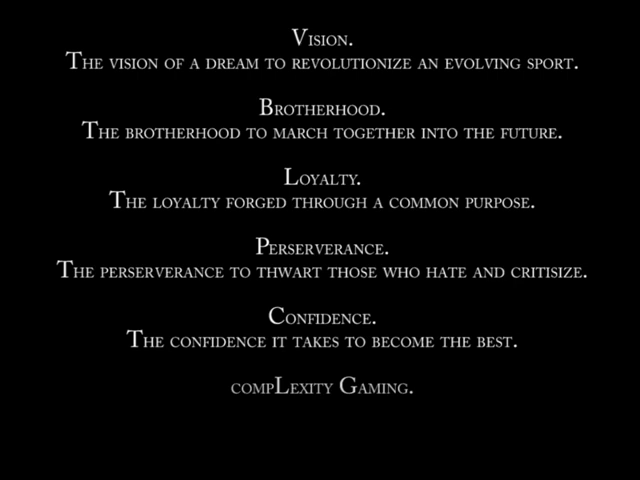 Vision.
The vision of a dream to revolutionize an evolving sport.
Brotherhood.
The brotherhood to march together into the future.
Loyalty.
The loyalty forged through a common purpose.
Perserverance.
The perserverance to thwart those who hate and critisize.
Confidence.
The confidence it takes to become the best.
compLexity Gaming.